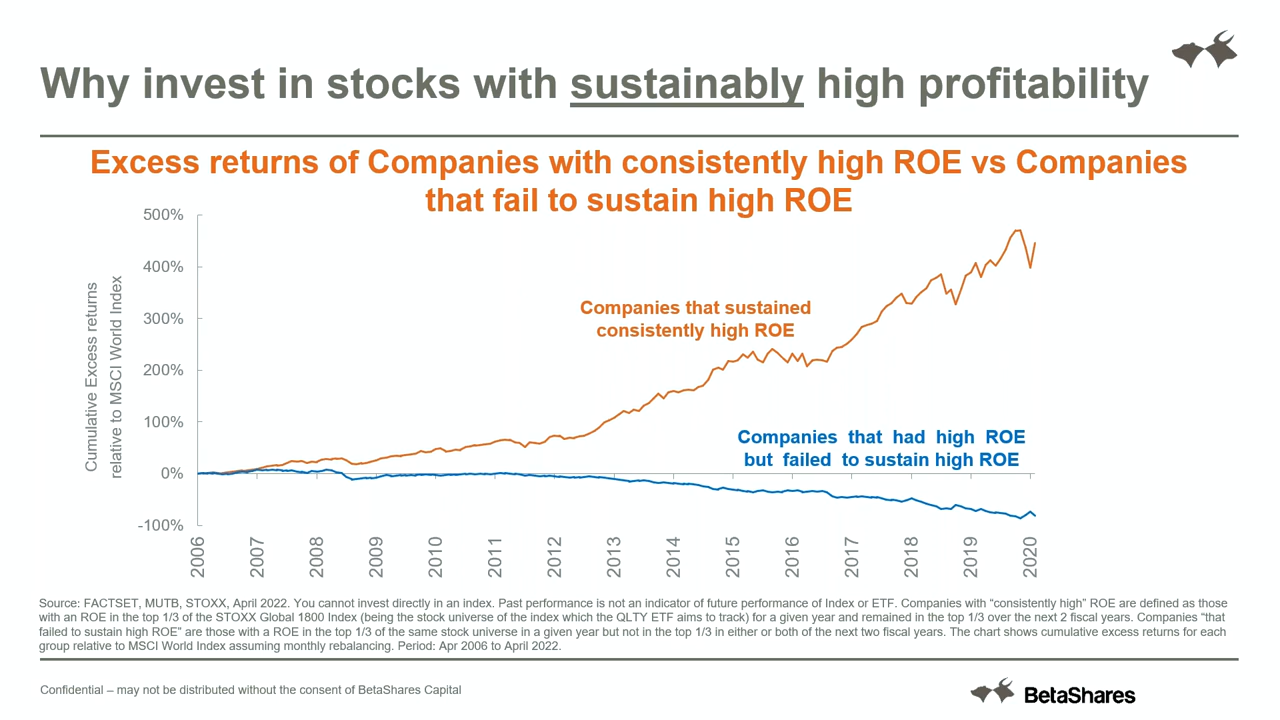 Why invest in stocks with sustainably high profitability
Excess returns of Companies with consistently high ROE vs Companies
that fail to sustain high ROE
500%
400%
300%
200%
100%
0%
-100%
Cumulative Excess returns
relative to MSCI World Index
Companies that sustained
consistently high ROE
Companies that had high ROE
but failed to sustain high ROE
2006
2007
2008
2009
2010
2011
2012
2013
2014
2015
2016
2017
2018
2019
2020
Source: FACTSET, MUTB, STOXX, April 2022. You cannot invest directly in an index. Past performance is not an indicator of future performance of Index or ETF. Companies with “consistently high” ROE are defined as those
with an ROE in the top 1/3 of the STOXX Global 1800 Index (being the stock universe of the index which the QLTY ETF aims to track) for a given year and remained in the top 1/3 over the next 2 fiscal years. Companies “that
failed to sustain high ROE” are those with a ROE in the top 1/3 of the same stock universe in a given year but not in the top 1/3 in either or both of the next two fiscal years. The chart shows cumulative excess returns for each
group relative to MSCI World Index assuming monthly rebalancing. Period: Apr 2006 to April 2022.
Confidential – may not be distributed without the consent of BetaShares Capital
BetaShares